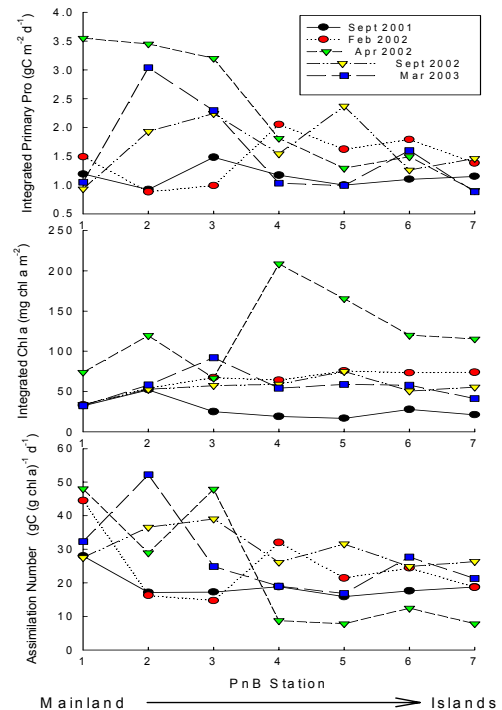 Sept 2001
Feb 2002
Apr 2002
Sept 2002
Mar 2003
Integrated Primary Pro (gC m-2 d-1)
4.0
3.5
3.0
2.5
2.0
1.5
1.0
0.5
1 2 3 4 5 6 7
Integrated Chl a (mg chl a m-2)
250
200
150
100
50
0
1 2 3 4 5 6 7
Assimilation Number (gC (g chl a)-1 d-1)
60
50
40
30
20
10
0
1 2 3 4 5 6 7
PnB Station
Mainland Islands